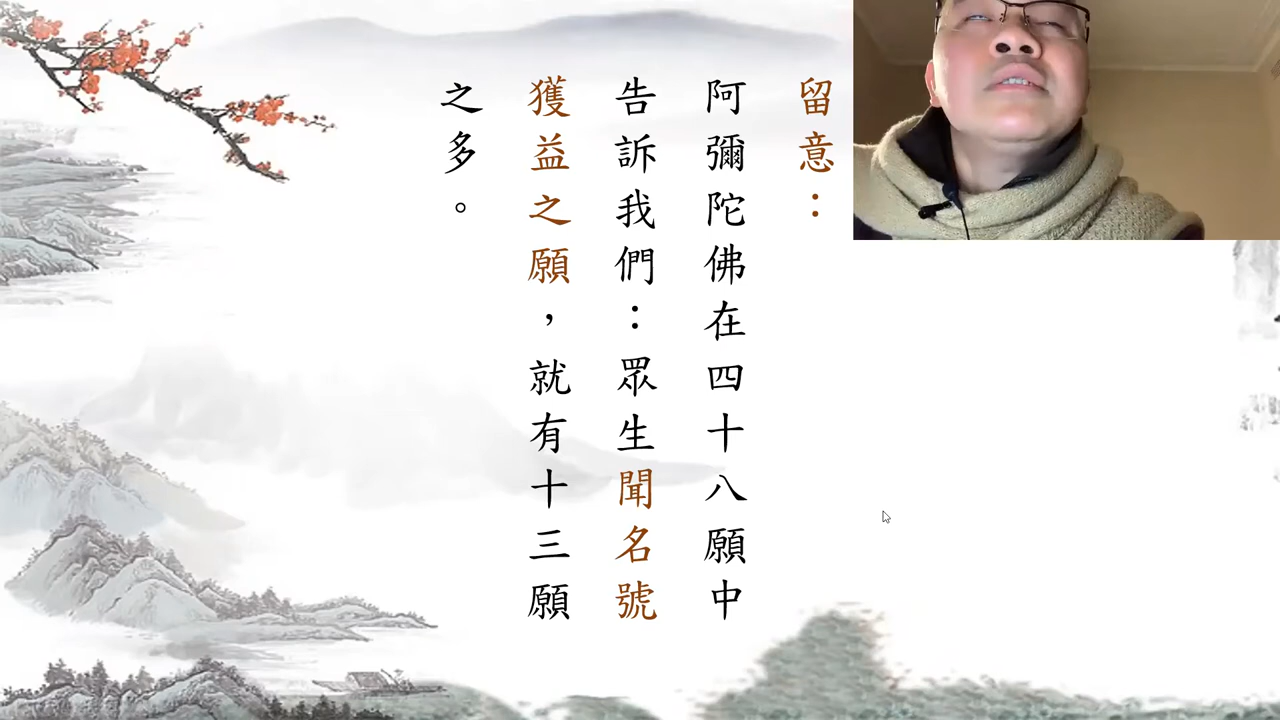 留意：
阿彌陀佛在四十八願中
告訴我們：眾生聞名號
獲益之願，就有十三願
之多。